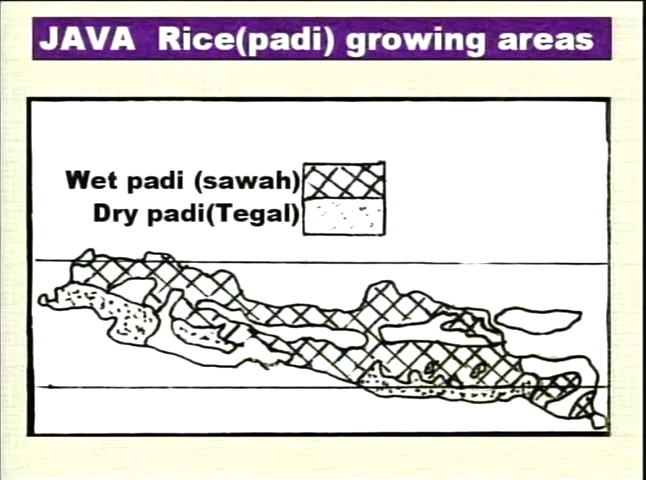 JAVA Rice(padi) growing areas
Wet padi (sawah)
Dry padi(Tegal)